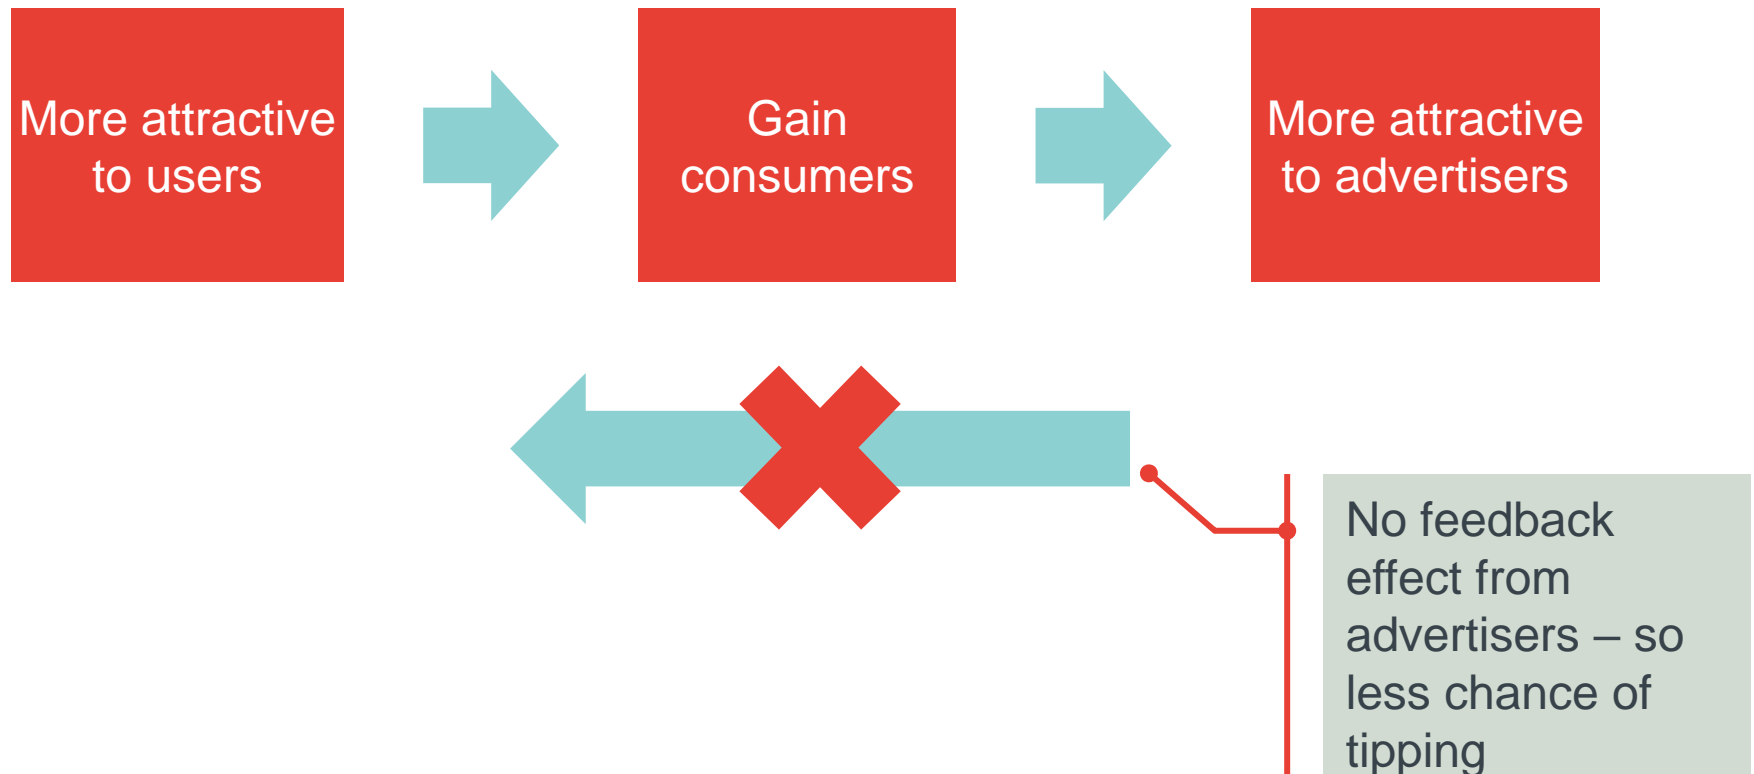 More attractive
to users
Gain
consumers
More attractive
to advertisers
No feedback
effect from
advertisers – so
less chance of
tipping